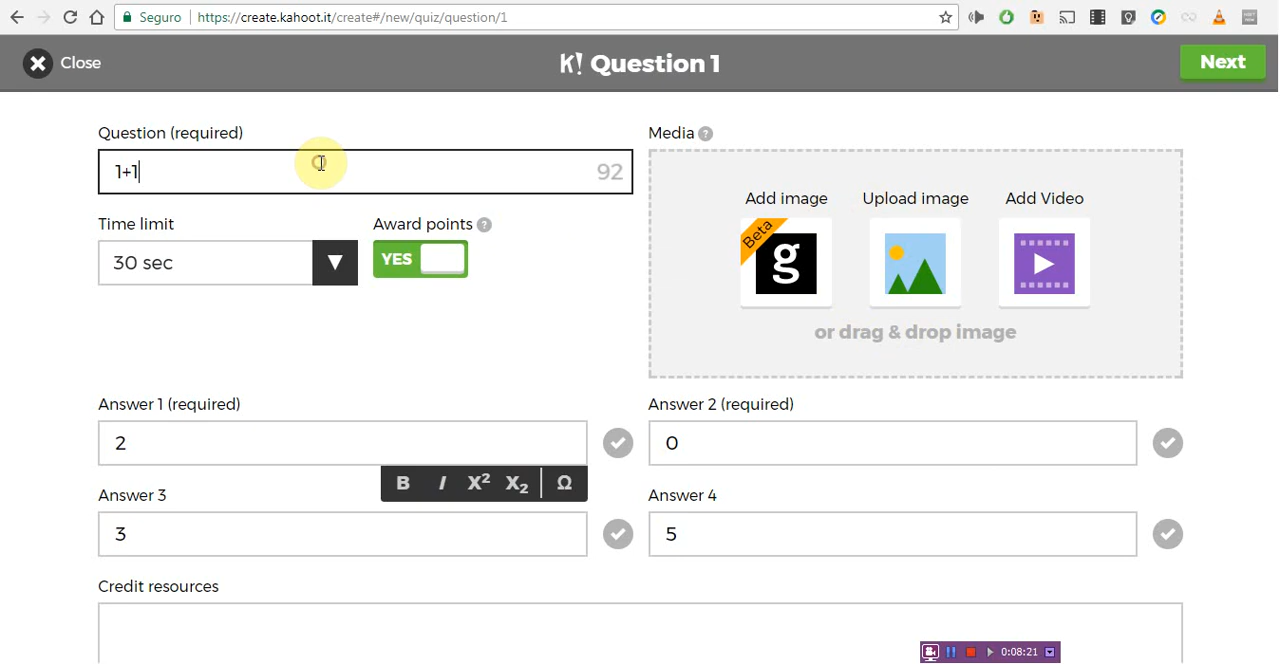 Seguro https://create.kahoot.it/create#/new/quiz/question/1
Close
K! Question 1
Next
Question (required)
1+1
92
Time limit
30 sec
Award points ?
YES
Media ?
Add image
Upload image
Add Video
Beta
g
or drag & drop image
Answer 1 (required)
2
Answer 2 (required)
0
B I X² X₂ Ω
Answer 3
3
Answer 4
5
Credit resources
0:08:21